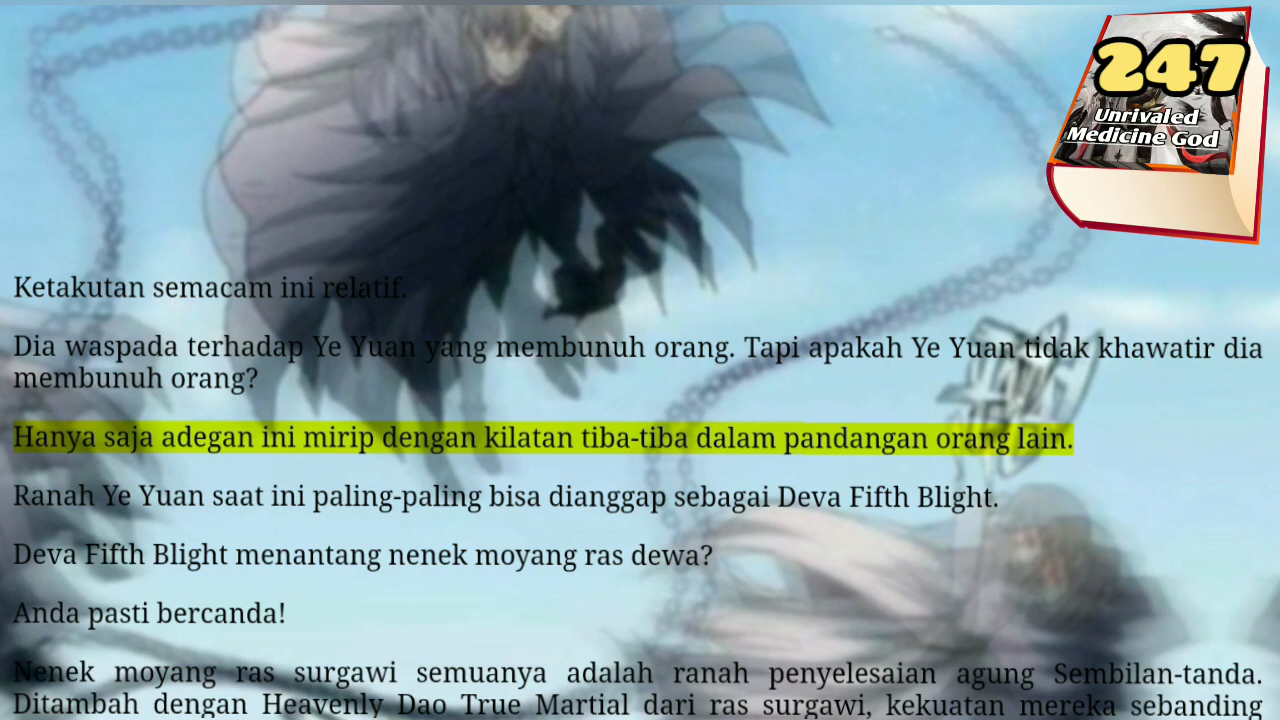 247
Unrivaled
Medicine God
Ketakutan semacam ini relatif.
Dia waspada terhadap Ye Yuan yang membunuh orang. Tapi apakah Ye Yuan tidak khawatir dia
membunuh orang?
Hanya saja adegan ini mirip dengan kilatan tiba-tiba dalam pandangan orang lain.
Ranah Ye Yuan saat ini paling-paling bisa dianggap sebagai Deva Fifth Blight.
Deva Fifth Blight menantang nenek moyang ras dewa?
Anda pasti bercanda!
Nenek moyang ras surgawi semuanya adalah ranah penyelesaian agung Sembilan-tanda.
Ditambah dengan Heavenly Dao True Martial dari ras surgawi, kekuatan mereka sebanding